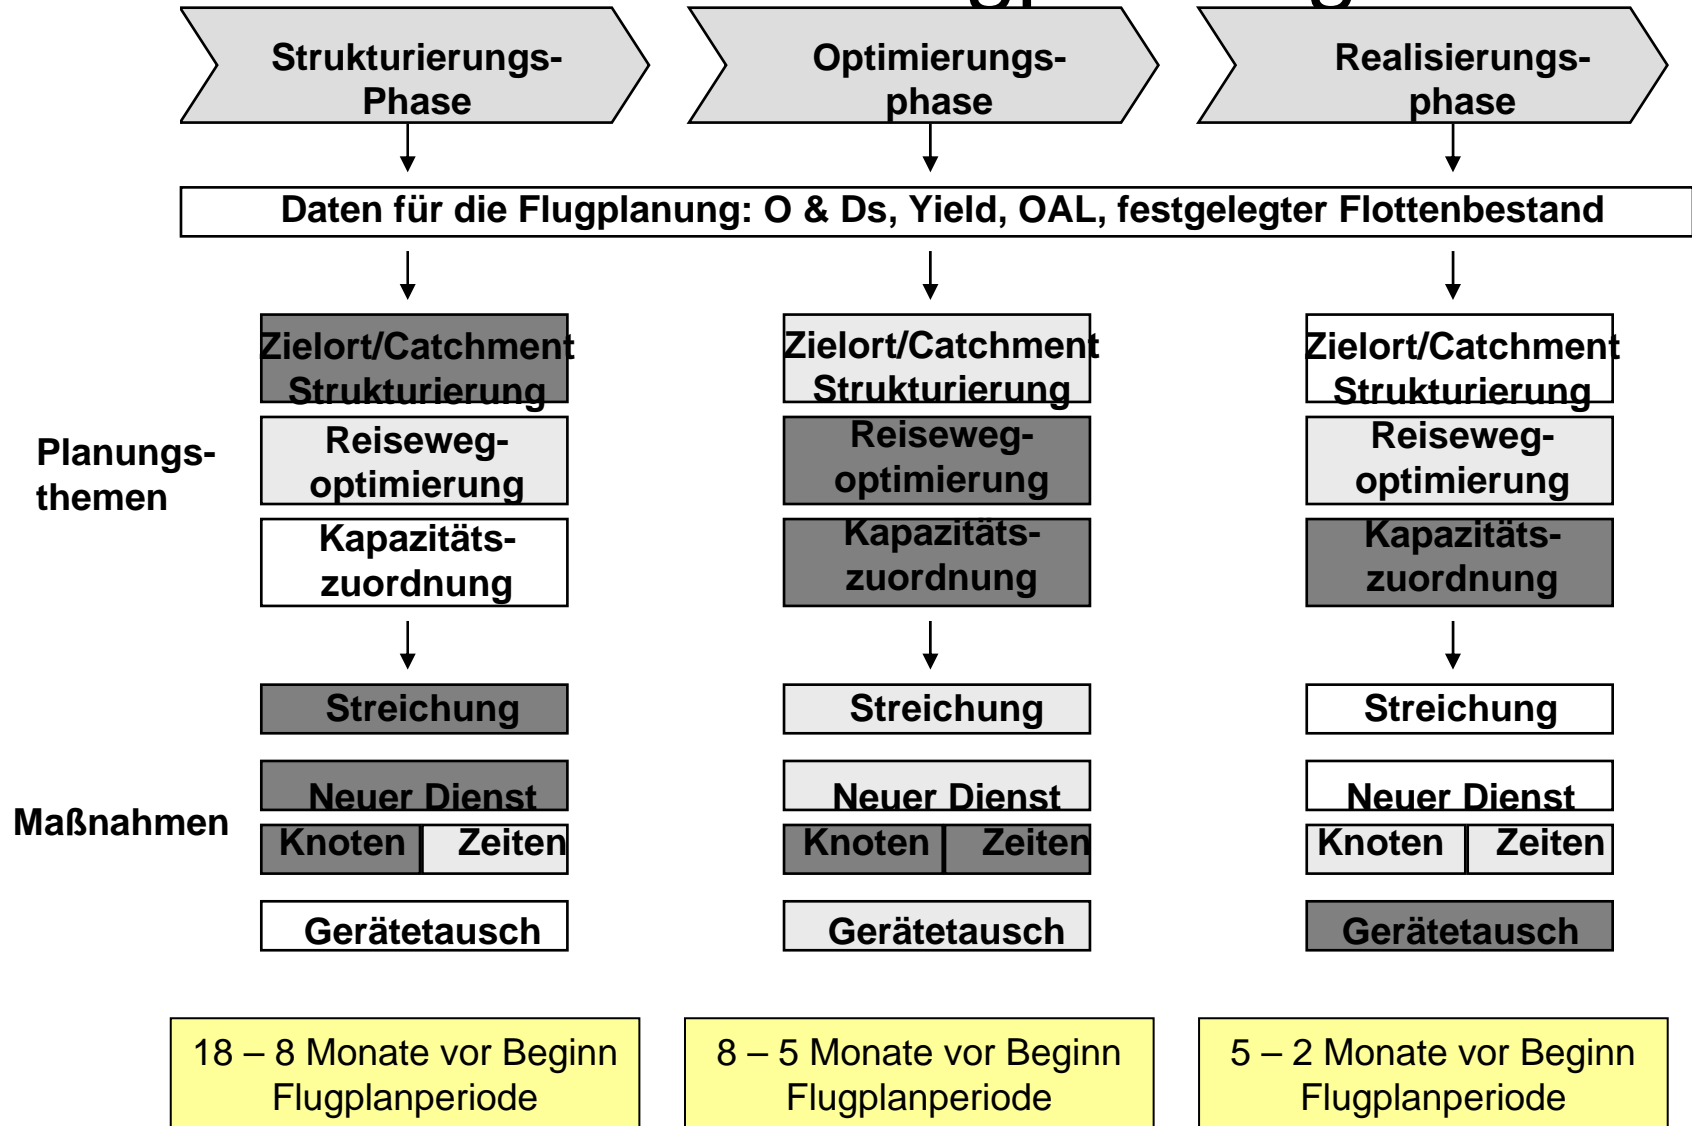 Strukturierungs-
Phase
Optimierungs-
phase
Realisierungs-
phase
Daten für die Flugplanung: O & Ds, Yield, OAL, festgelegter Flottenbestand
Planungs-
themen
Zielort/Catchment
Strukturierung
Reiseweg-
optimierung
Kapazitäts-
zuordnung
Zielort/Catchment
Strukturierung
Reiseweg-
optimierung
Kapazitäts-
zuordnung
Zielort/Catchment
Strukturierung
Reiseweg-
optimierung
Kapazitäts-
zuordnung
Maßnahmen
Streichung
Neuer Dienst
Knoten Zeiten
Gerätetausch
Streichung
Neuer Dienst
Knoten Zeiten
Gerätetausch
Streichung
Neuer Dienst
Knoten Zeiten
Gerätetausch
18 – 8 Monate vor Beginn
Flugplanperiode
8 – 5 Monate vor Beginn
Flugplanperiode
5 – 2 Monate vor Beginn
Flugplanperiode